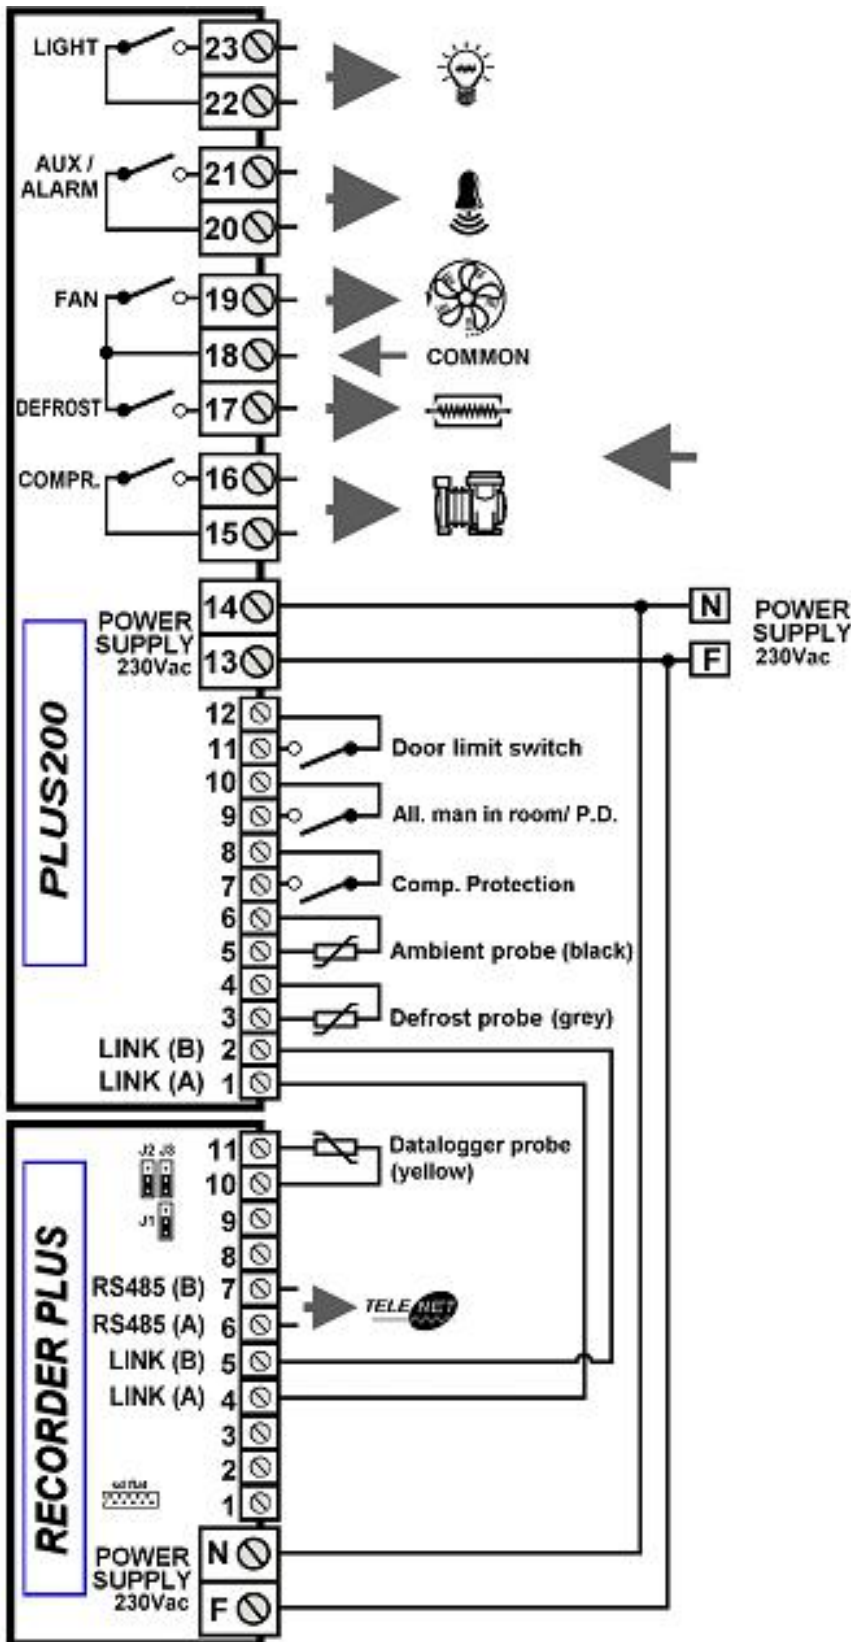 LIGHT
23
22
AUX /
ALARM
21
20
FAN
19
18
COMMON
DEFROST
17
COMPR.
16
15
POWER
SUPPLY
230Vac
14
13
N
F
POWER
SUPPLY
230Vac
PLUS200
12
11
Door limit switch
10
9
All. man in room/ P.D.
8
7
Comp. Protection
6
5
Ambient probe (black)
4
3
Defrost probe (grey)
LINK (B) 2
LINK (A) 1
RECORDER PLUS
J2 J3
J1
11
Datalogger probe
(yellow)
10
9
8
RS485 (B) 7
TELE NET
RS485 (A) 6
LINK (B) 5
LINK (A) 4
3
2
1
POWER
SUPPLY
230Vac
N
F